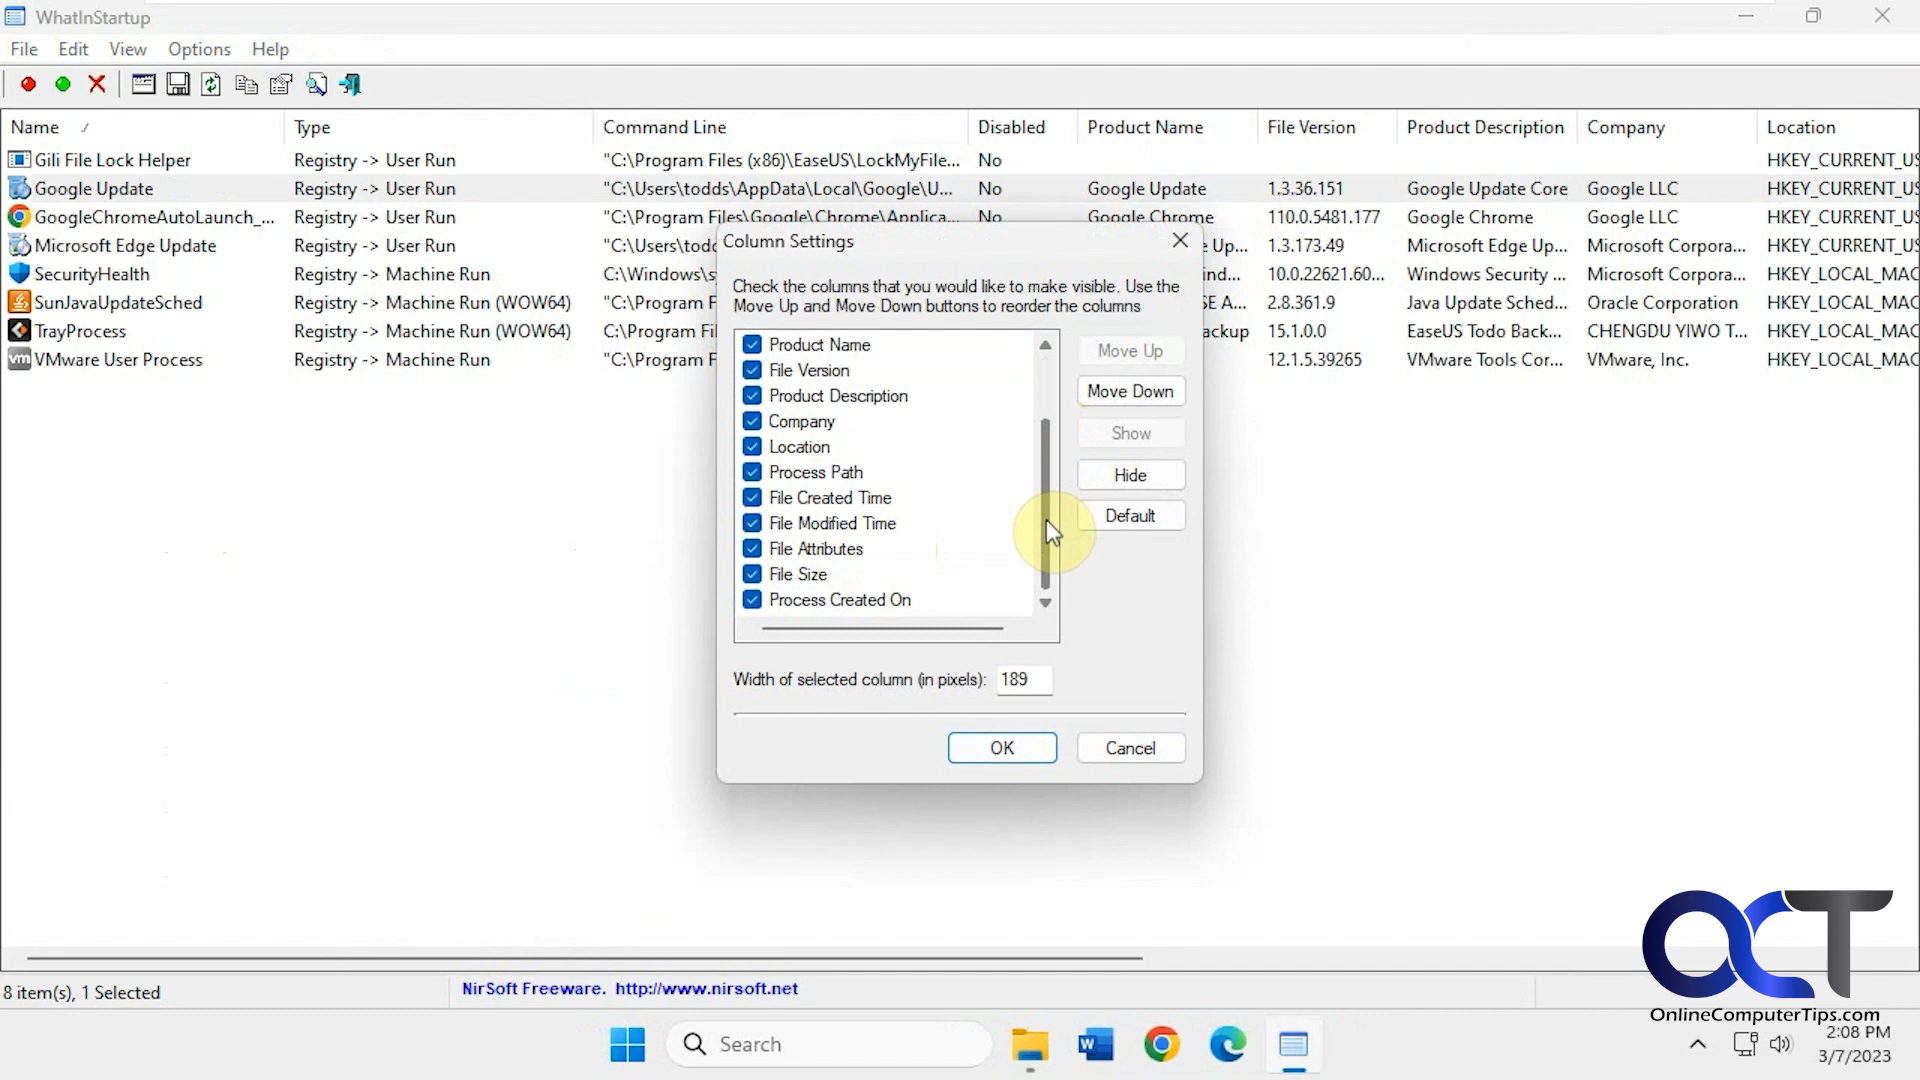 WhatInStartup
File Edit View Options Help
Name Type Command Line Disabled Product Name File Version Product Description Company Location
Gili File Lock Helper Registry -> User Run "C:\Program Files (x86)\EaseUS\LockMyFile... No HKEY_CURRENT_US
Google Update Registry -> User Run "C:\Users\todds\AppData\Local\Google\U... No Google Update 1.3.36.151 Google Update Core Google LLC HKEY_CURRENT_US
GoogleChromeAutoLaunch_... Registry -> User Run "C:\Program Files\Google\Chrome\Applica... No Google Chrome 110.0.5481.177 Google Chrome Google LLC HKEY_CURRENT_US
Microsoft Edge Update Registry -> User Run "C:\Users\todd e Up... 1.3.173.49 Microsoft Edge Up... Microsoft Corpora... HKEY_CURRENT_US
SecurityHealth Registry -> Machine Run C:\Windows\s ind... 10.0.22621.60... Windows Security ... Microsoft Corpora... HKEY_LOCAL_MAC
SunJavaUpdateSched Registry -> Machine Run (WOW64) "C:\Program F SE A... 2.8.361.9 Java Update Sched... Oracle Corporation HKEY_LOCAL_MAC
TrayProcess Registry -> Machine Run (WOW64) C:\Program Fil ackup 15.1.0.0 EaseUS Todo Back... CHENGDU YIWO T... HKEY_LOCAL_MAC
VMware User Process Registry -> Machine Run "C:\Program F 12.1.5.39265 VMware Tools Cor... VMware, Inc. HKEY_LOCAL_MAC
Column Settings
Check the columns that you would like to make visible. Use the
Move Up and Move Down buttons to reorder the columns
Product Name
File Version
Product Description
Company
Location
Process Path
File Created Time
File Modified Time
File Attributes
File Size
Process Created On
Move Up
Move Down
Show
Hide
Default
Width of selected column (in pixels): 189
OK Cancel
8 item(s), 1 Selected NirSoft Freeware. http://www.nirsoft.net
OCT
OnlineComputerTips.com
Search
2:08 PM
3/7/2023